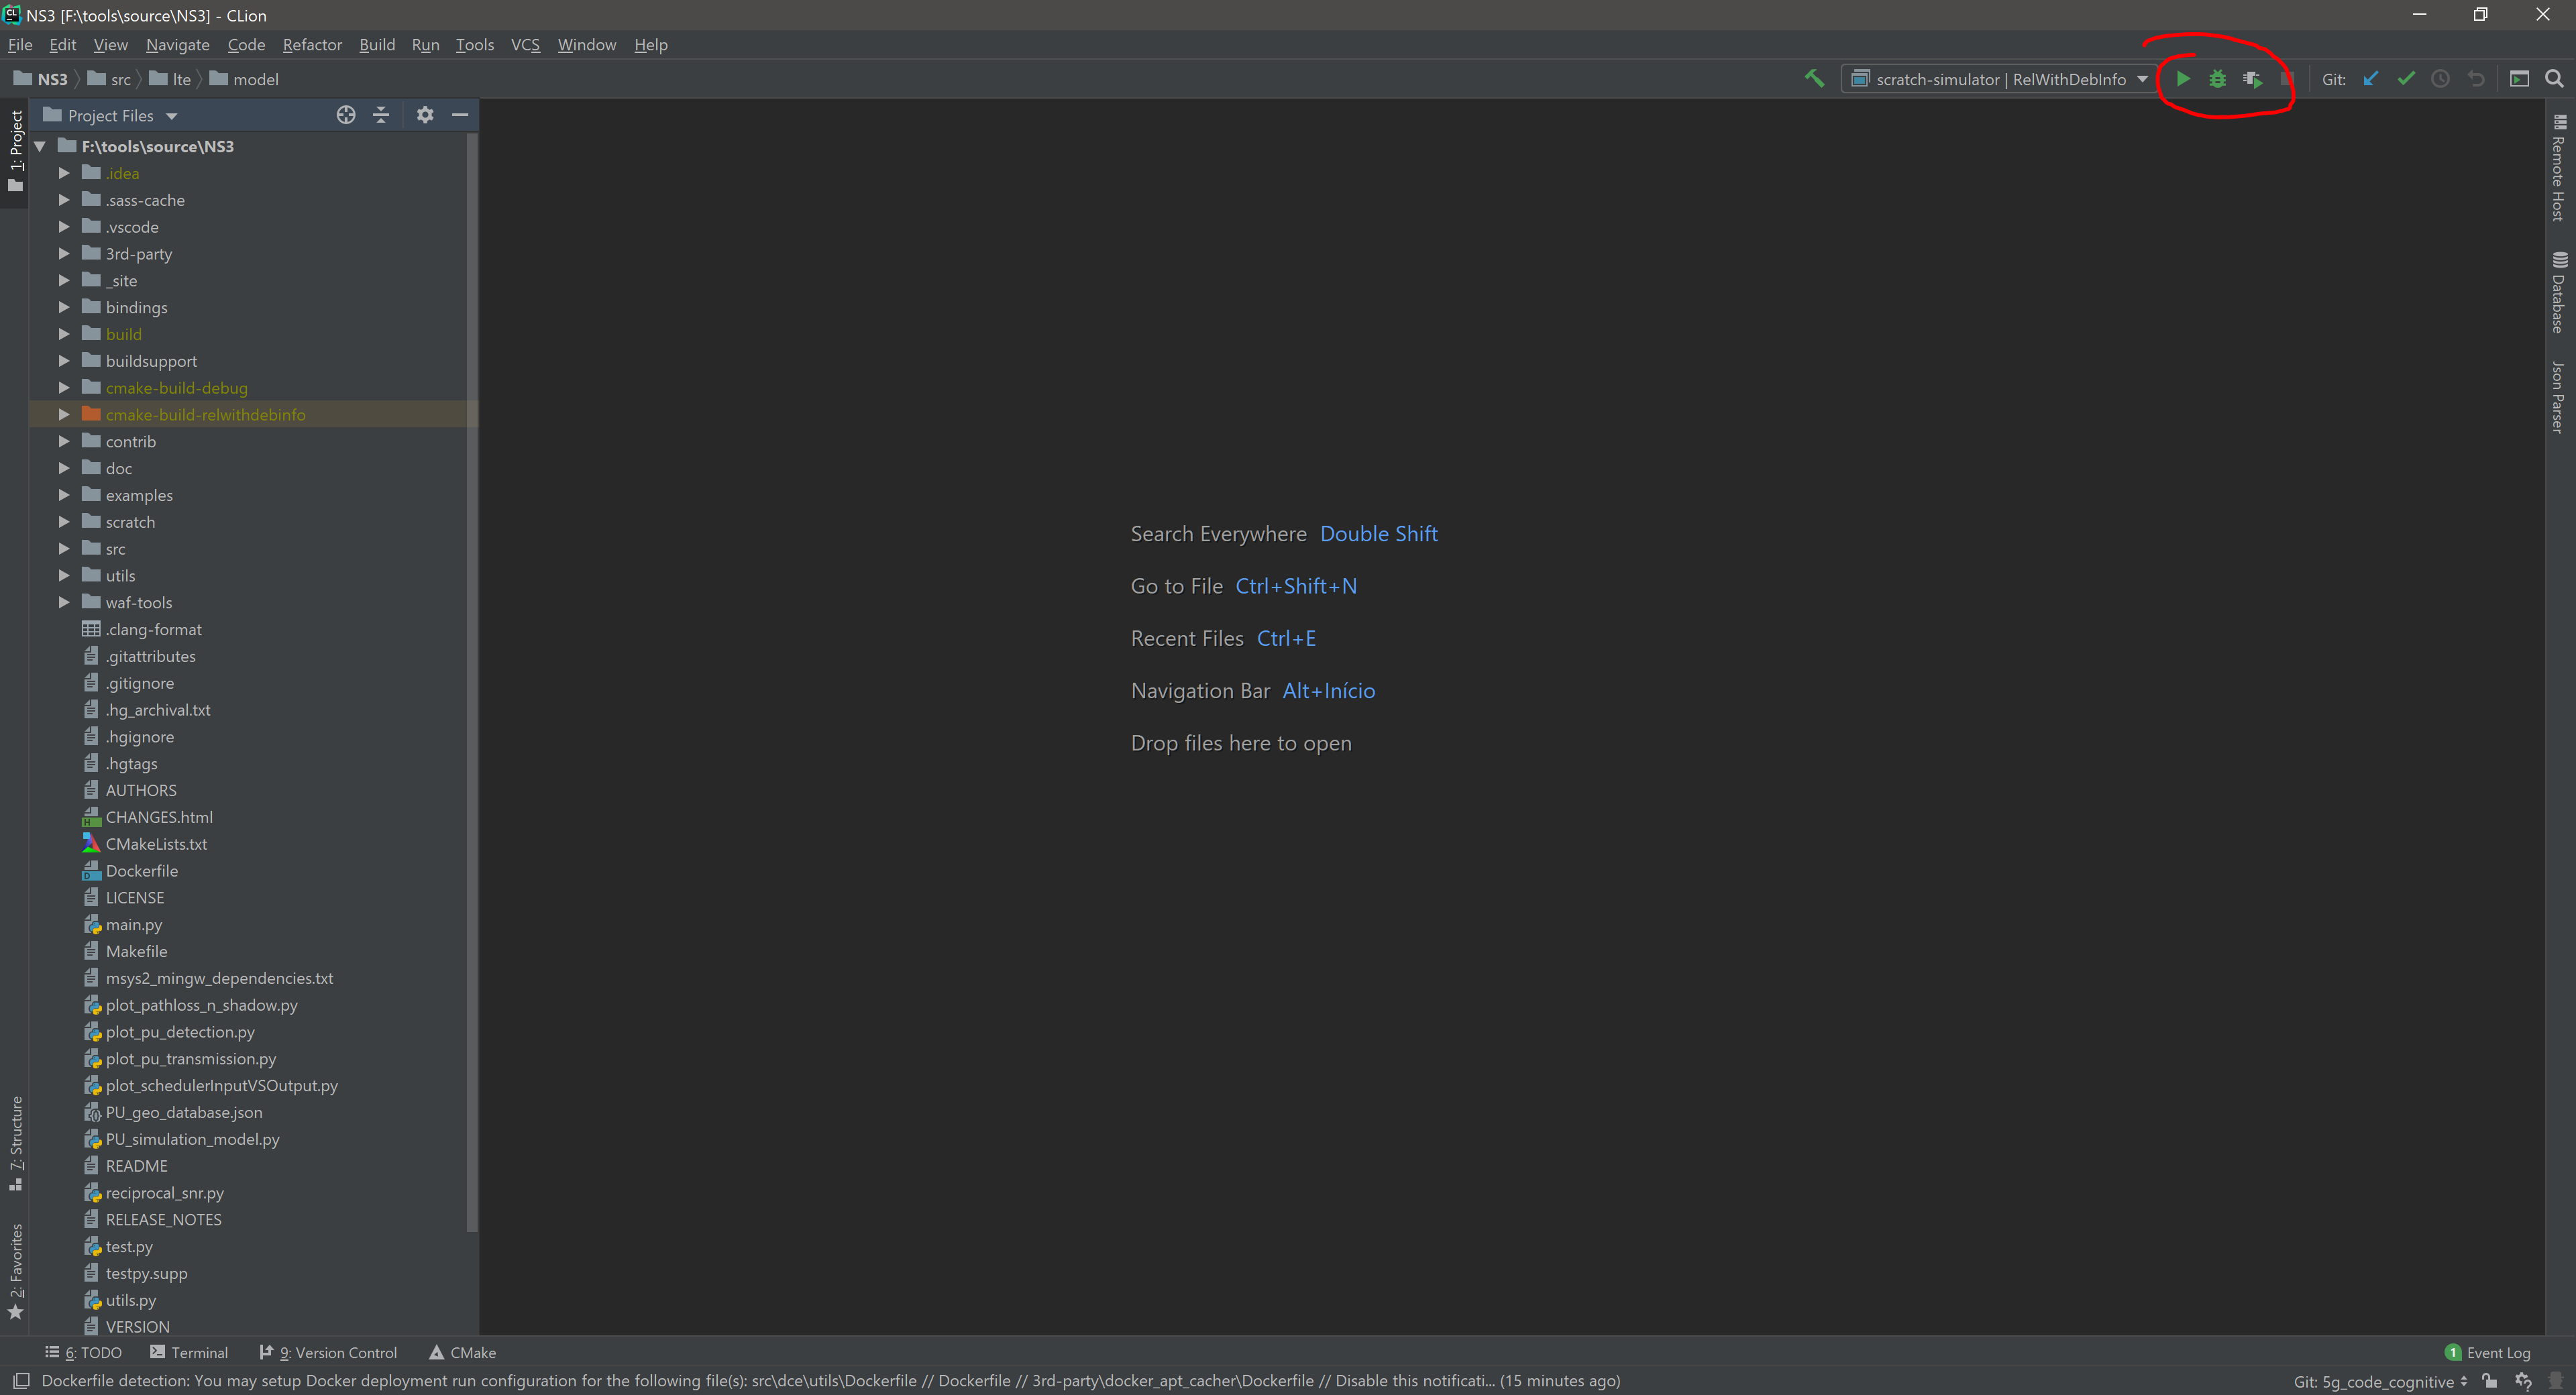 NS3 [F:\tools\source\NS3] - CLion
File Edit View Navigate Code Refactor Build Run Tools VCS Window Help
NS3 src lte model
scratch-simulator | RelWithDebInfo
Git:
1: Project
Project Files
F:\tools\source\NS3
.idea
.sass-cache
.vscode
3rd-party
_site
bindings
build
buildsupport
cmake-build-debug
cmake-build-relwithdebinfo
contrib
doc
examples
scratch
src
utils
waf-tools
.clang-format
.gitattributes
.gitignore
.hg_archival.txt
.hgignore
.hgtags
AUTHORS
CHANGES.html
CMakeLists.txt
Dockerfile
LICENSE
main.py
Makefile
msys2_mingw_dependencies.txt
plot_pathloss_n_shadow.py
plot_pu_detection.py
plot_pu_transmission.py
plot_schedulerInputVSOutput.py
PU_geo_database.json
PU_simulation_model.py
README
reciprocal_snr.py
RELEASE_NOTES
test.py
testpy.supp
utils.py
VERSION
7: Structure
2: Favorites
Search Everywhere Double Shift
Go to File Ctrl+Shift+N
Recent Files Ctrl+E
Navigation Bar Alt+Início
Drop files here to open
Remote Host
Database
Json Parser
6: TODO Terminal 9: Version Control CMake
1 Event Log
Dockerfile detection: You may setup Docker deployment run configuration for the following file(s): src\dce\utils\Dockerfile // Dockerfile // 3rd-party\docker_apt_cacher\Dockerfile // Disable this notificati... (15 minutes ago)
Git: 5g_code_cognitive